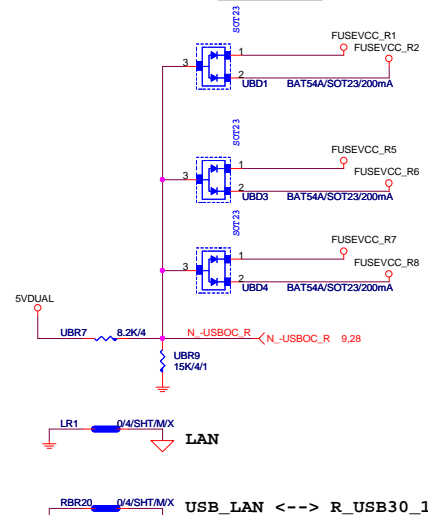 SOT23
FUSEVCC_R1
FUSEVCC_R2
1
3
2
UBD1 BAT54A/SOT23/200mA
SOT23
FUSEVCC_R5
1
FUSEVCC_R6
3
2
UBD3 BAT54A/SOT23/200mA
SOT23
FUSEVCC_R7
1
FUSEVCC_R8
3
2
UBD4 BAT54A/SOT23/200mA
5VDUAL
UBR7 8.2K/4 N_-USBOC_R N_-USBOC_R 9,28
UBR9
15K/4/1
LR1 0/4/SHT/M/X
LAN
RBR20 0/4/SHT/M/X USB_LAN <--> R_USB30_1